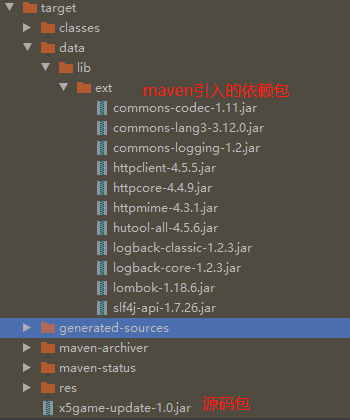 target
classes
data
lib
ext
maven引入的依赖包
commons-codec-1.11.jar
commons-lang3-3.12.0.jar
commons-logging-1.2.jar
httpclient-4.5.5.jar
httpcore-4.4.9.jar
httpmime-4.3.1.jar
hutool-all-4.5.6.jar
logback-classic-1.2.3.jar
logback-core-1.2.3.jar
lombok-1.18.6.jar
slf4j-api-1.7.26.jar
generated-sources
maven-archiver
maven-status
res
x5game-update-1.0.jar 源码包